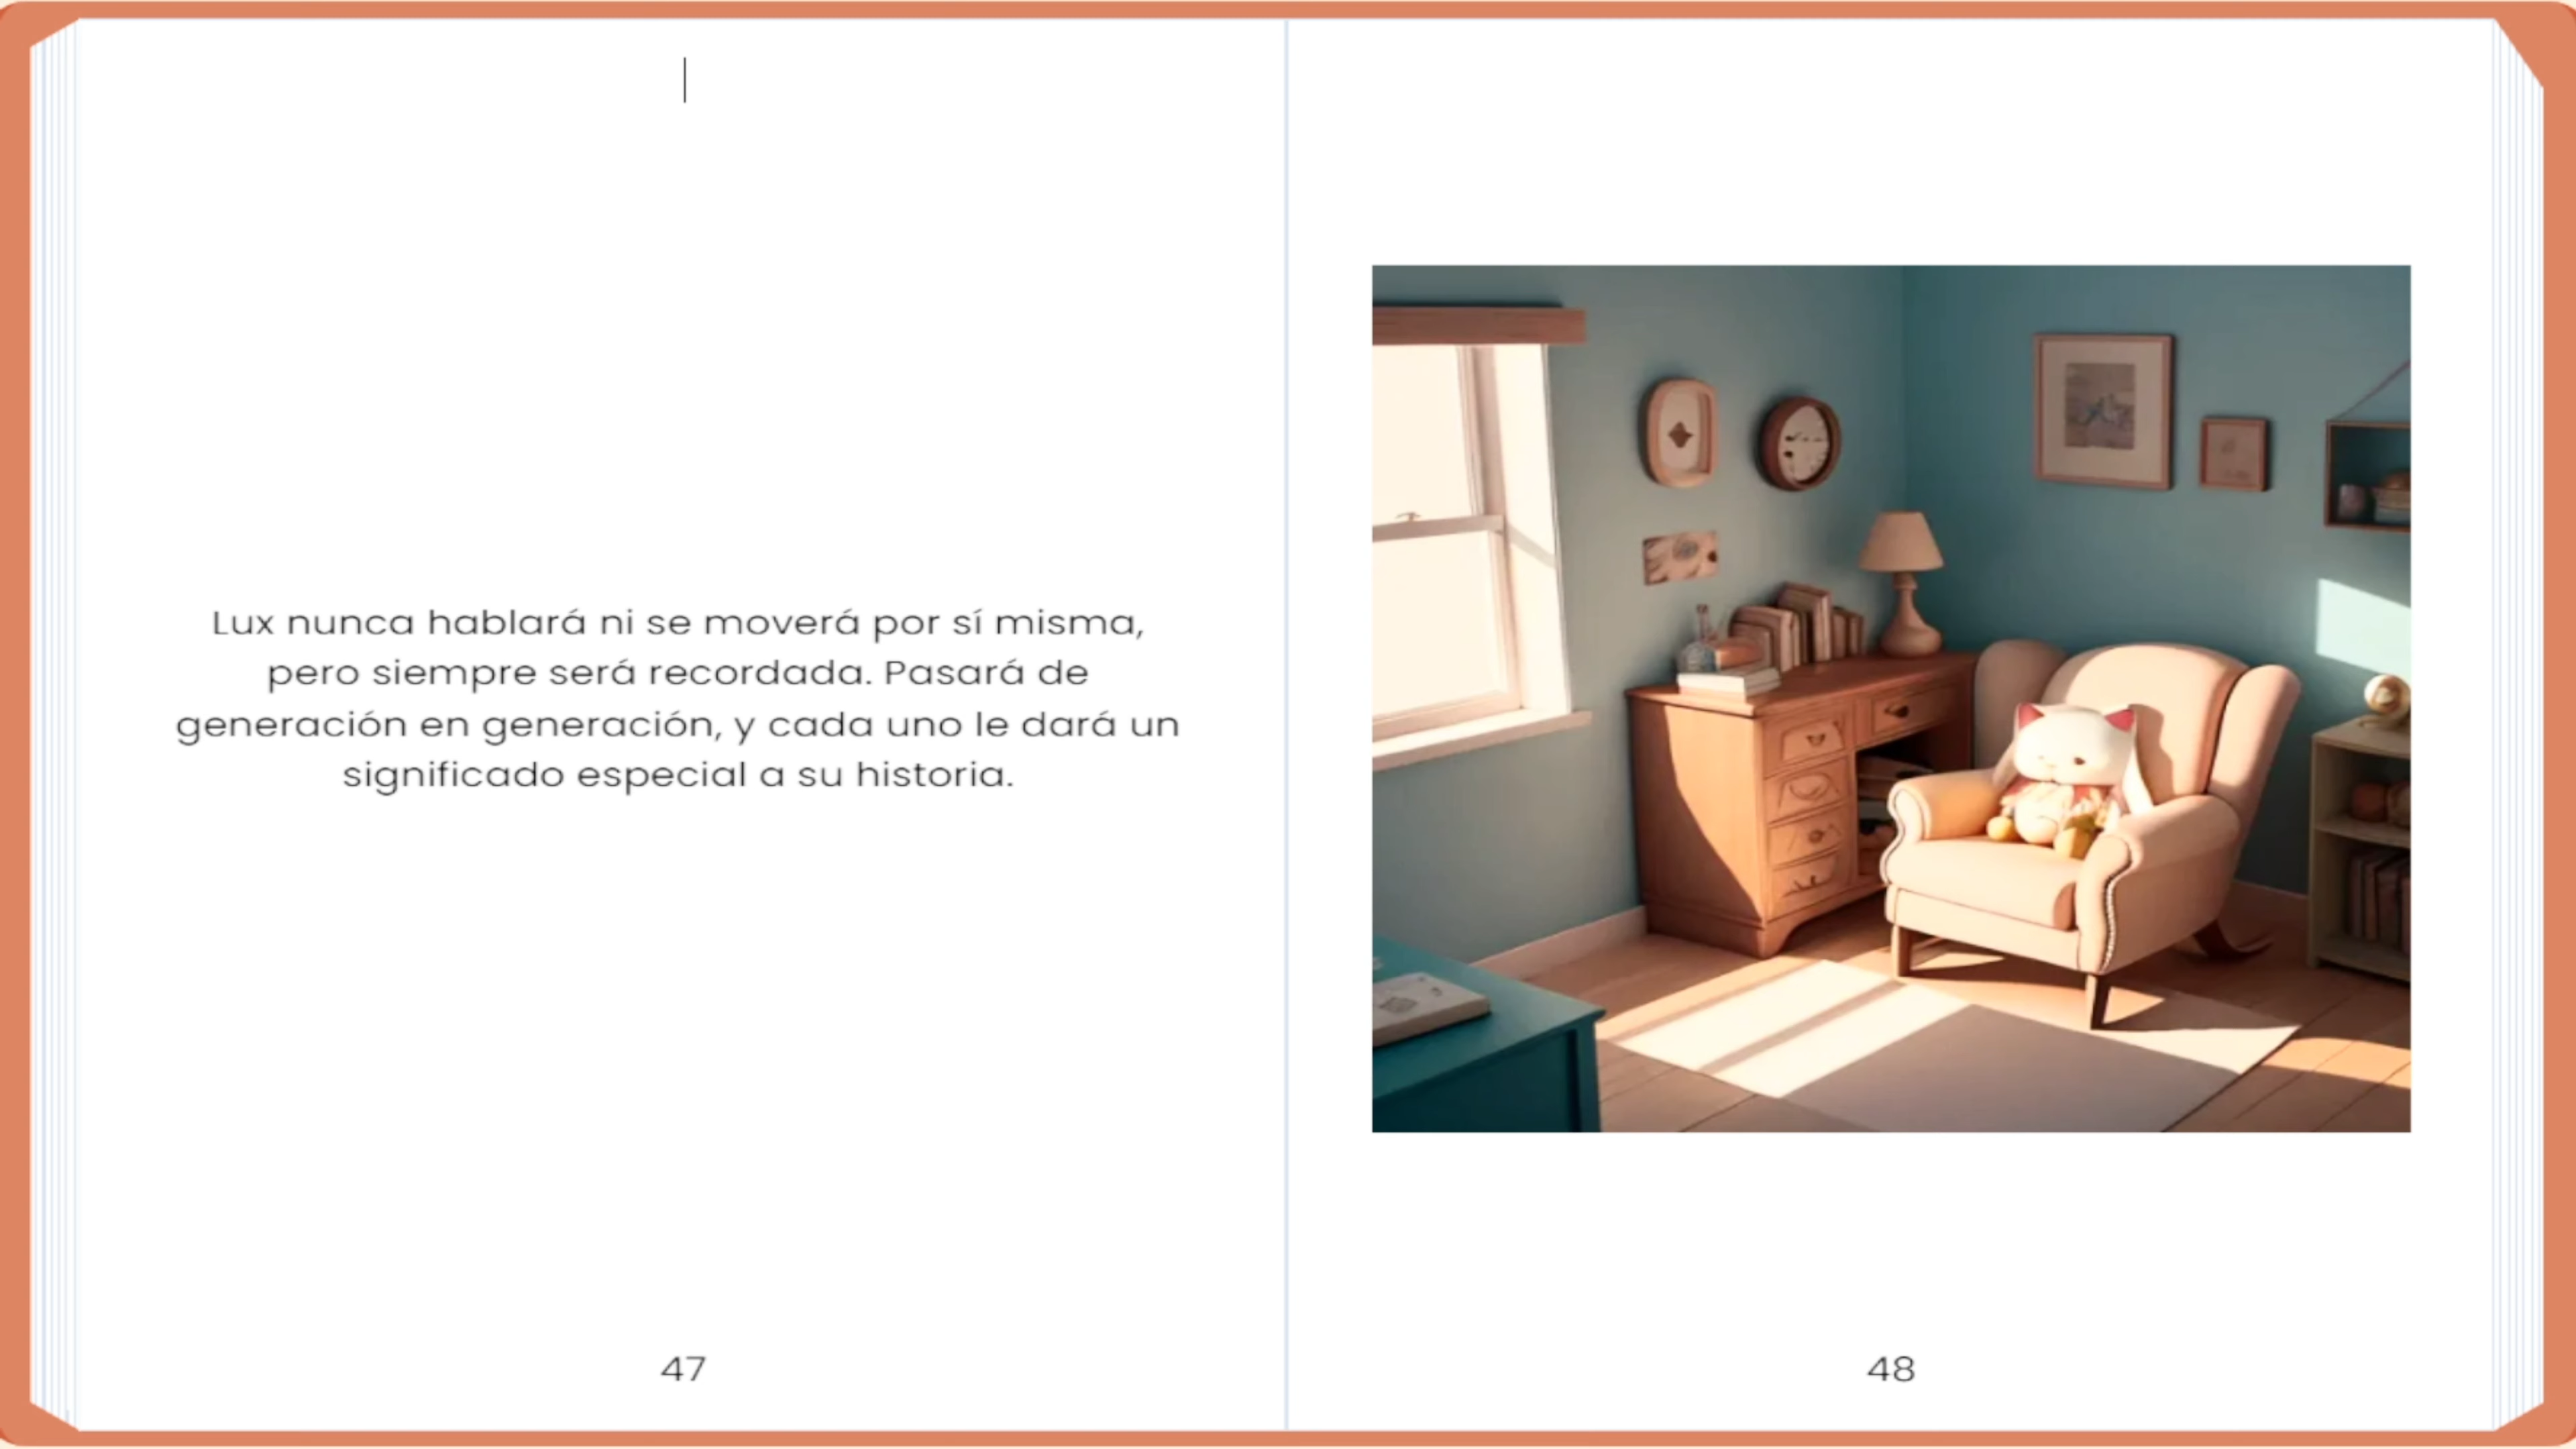 Lux nunca hablará ni se moverá por sí misma,
pero siempre será recordada. Pasará de
generación en generación, y cada uno le dará un
significado especial a su historia.
47
48